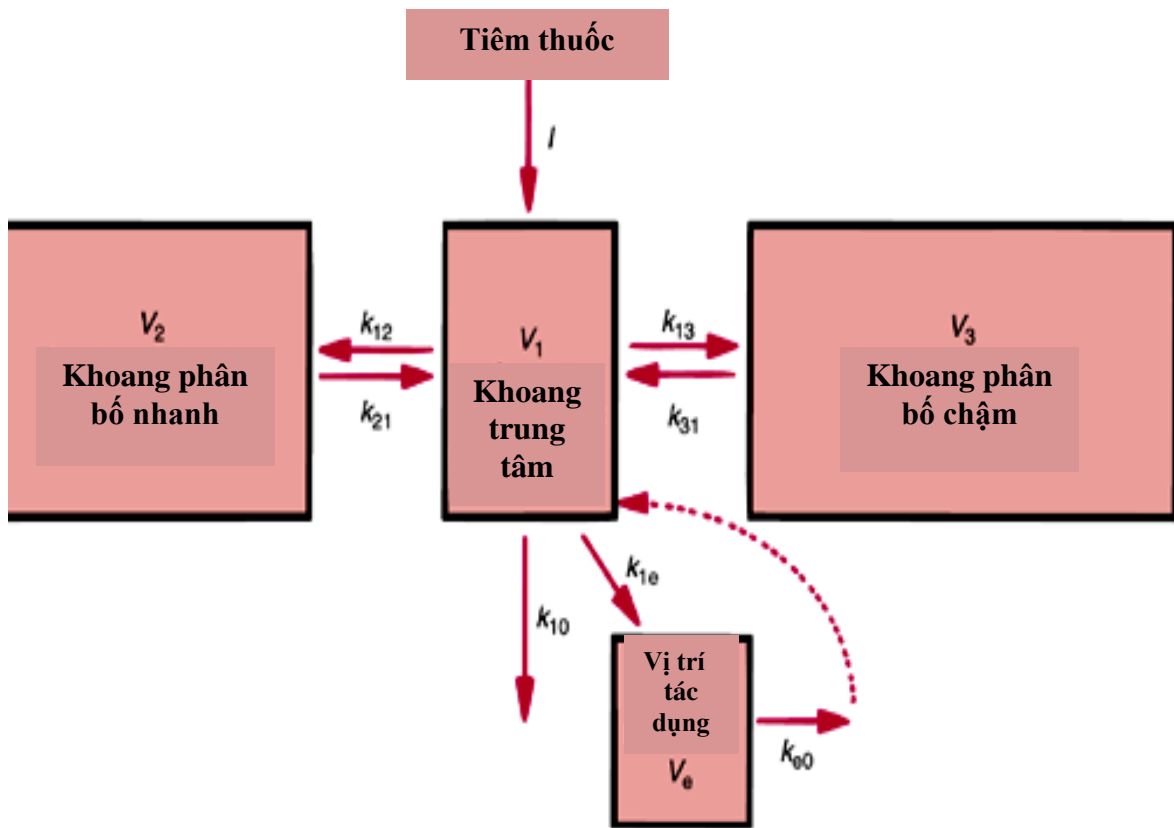 Tiêm thuốc
I
V₂
Khoang phân
bố nhanh
k₁₂
k₂₁
V₁
Khoang
trung
tâm
k₁₃
k₃₁
V₃
Khoang phân
bố chậm
k₁₀
k₁ₑ
Vị trí
tác
dụng
Vₑ
kₑ₀